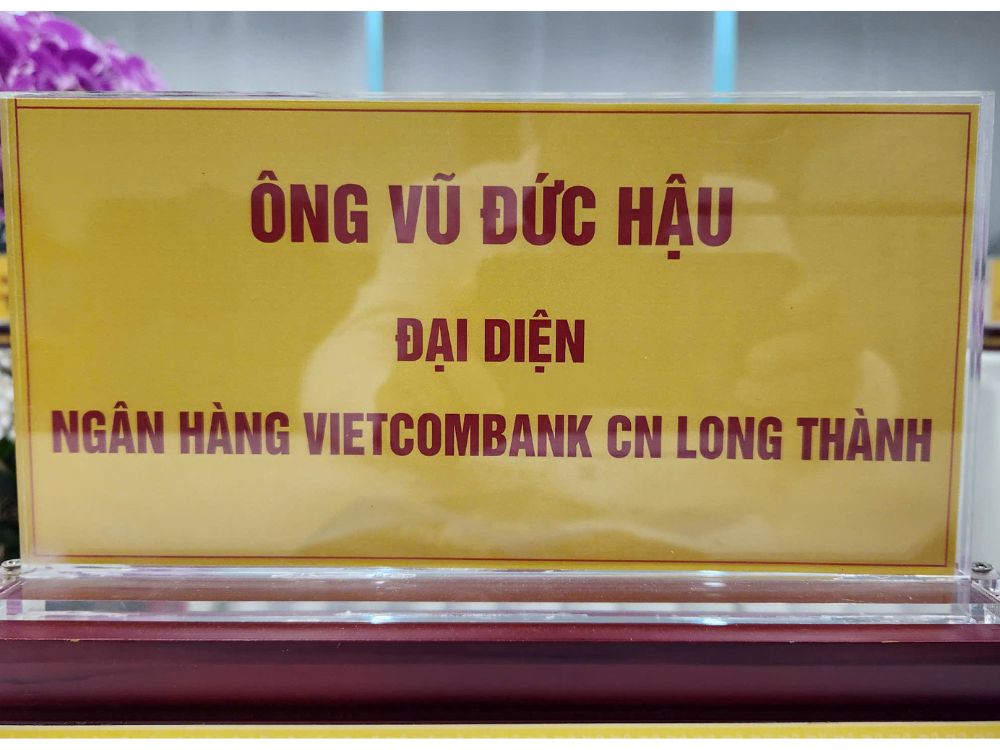 ÔNG VŨ ĐỨC HẬU
ĐẠI DIỆN
NGÂN HÀNG VIETCOMBANK CN LONG THÀNH